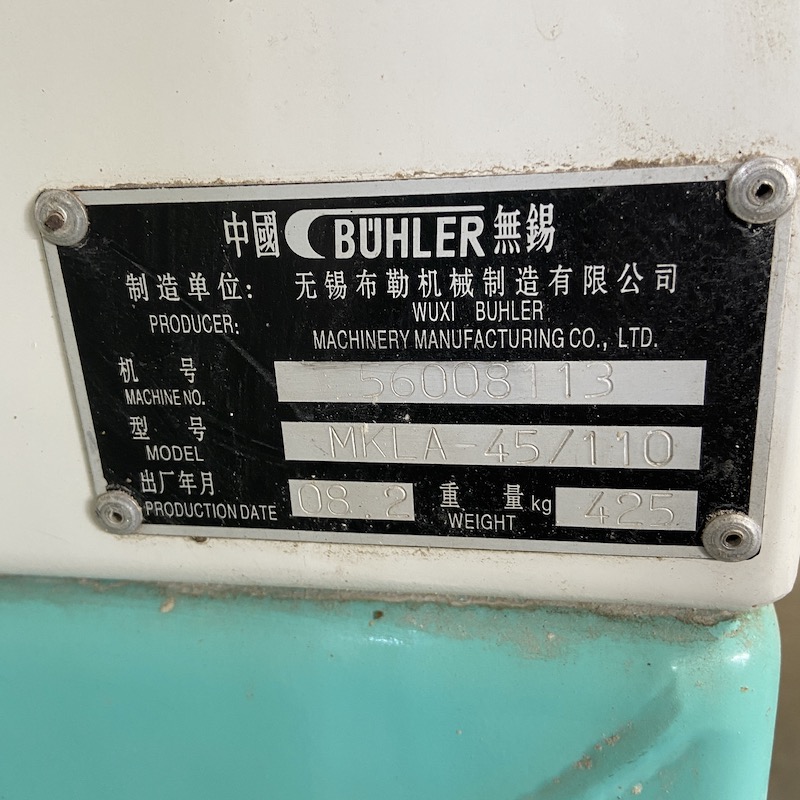 中國 BÜHLER 無錫
制造单位： 无锡布勒机械制造有限公司
PRODUCER: WUXI BUHLER
MACHINERY MANUFACTURING CO., LTD.
机 号 56008113
MACHINE NO.
型 号 MKLA-45/110
MODEL
出厂年月 08.2 重 量 kg 425
PRODUCTION DATE WEIGHT